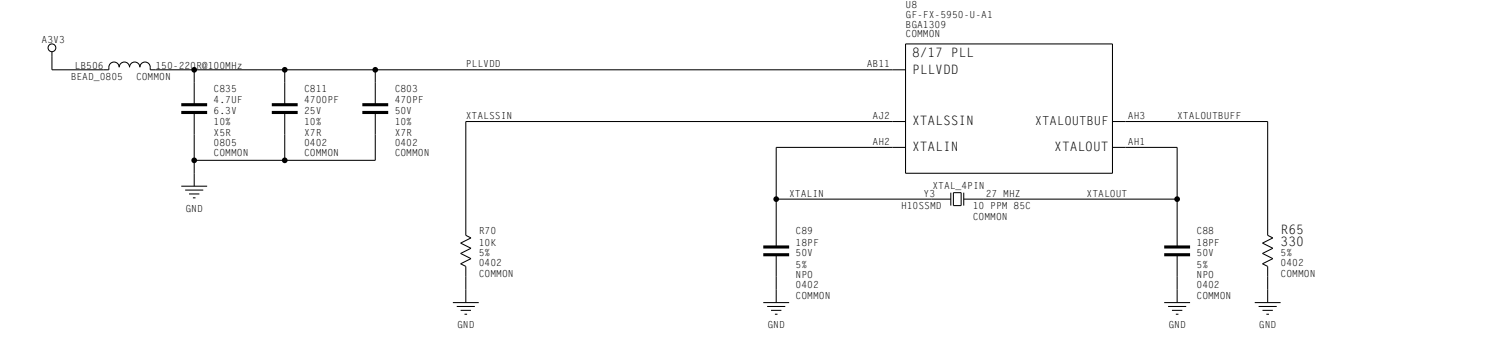 U8
GF-FX-5950-U-A1
BGA1309
COMMON
A3V3
8/17 PLL
LB506
150-220R@100MHz
BEAD_0805 COMMON
PLLVDD
AB11
PLLVDD
C835
4.7UF
6.3V
10%
X5R
0805
COMMON
C811
4700PF
25V
10%
X7R
0402
COMMON
C803
470PF
50V
10%
X7R
0402
COMMON
GND
XTALSSIN
AJ2
XTALSSIN
XTALOUTBUF
AH3
XTALOUTBUFF
AH2
XTALIN
XTALOUT
AH1
XTAL_4PIN
XTALIN
Y3
27 MHZ
XTALOUT
H10SSMD
10 PPM 85C
COMMON
R70
10K
5%
0402
COMMON
GND
C89
18PF
50V
5%
NPO
0402
COMMON
GND
C88
18PF
50V
5%
NPO
0402
COMMON
GND
R65
330
5%
0402
COMMON
GND